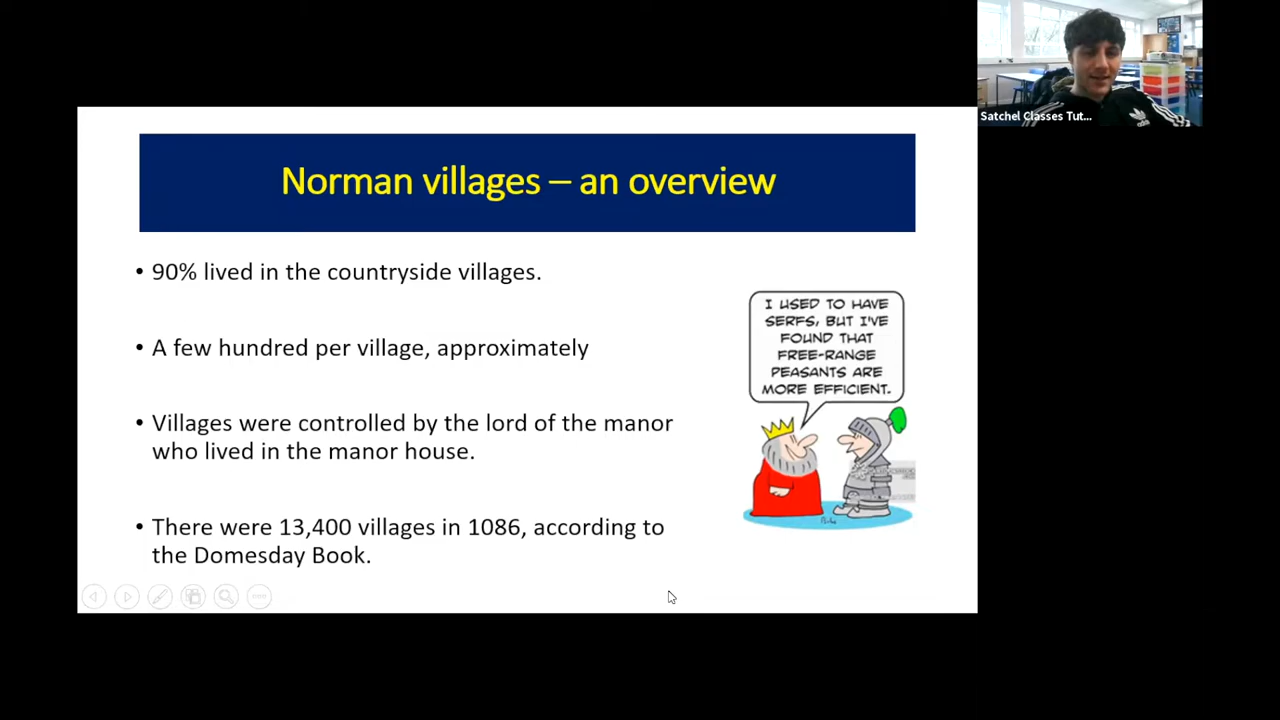 Satchel Classes Tut...
Norman villages – an overview
• 90% lived in the countryside villages.
• A few hundred per village, approximately
• Villages were controlled by the lord of the manor
who lived in the manor house.
• There were 13,400 villages in 1086, according to
the Domesday Book.
I USED TO HAVE
SERFS, BUT I'VE
FOUND THAT
FREE-RANGE
PEASANTS ARE
MORE EFFICIENT.